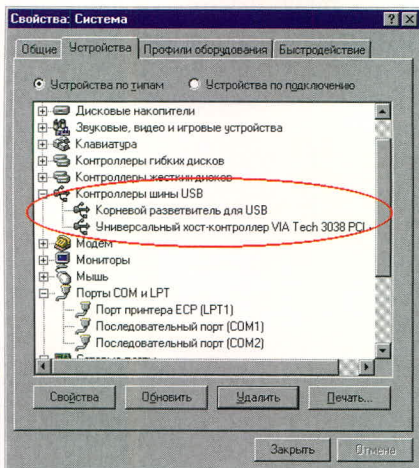 Свойства: Система
Общие Устройства Профили оборудования Быстродействие
Устройства по типам Устройства по подключению
Дисковые накопители
Звуковые, видео и игровые устройства
Клавиатура
Контроллеры гибких дисков
Контроллеры жестких дисков
Контроллеры шины USB
Корневой разветвитель для USB
Универсальный хост-контроллер VIA Tech 3038 PCI
Модем
Мониторы
Мышь
Порты COM и LPT
Порт принтера ECP (LPT1)
Последовательный порт (COM1)
Последовательный порт (COM2)
Свойства Обновить Удалить Печать...
Закрыть Отмена